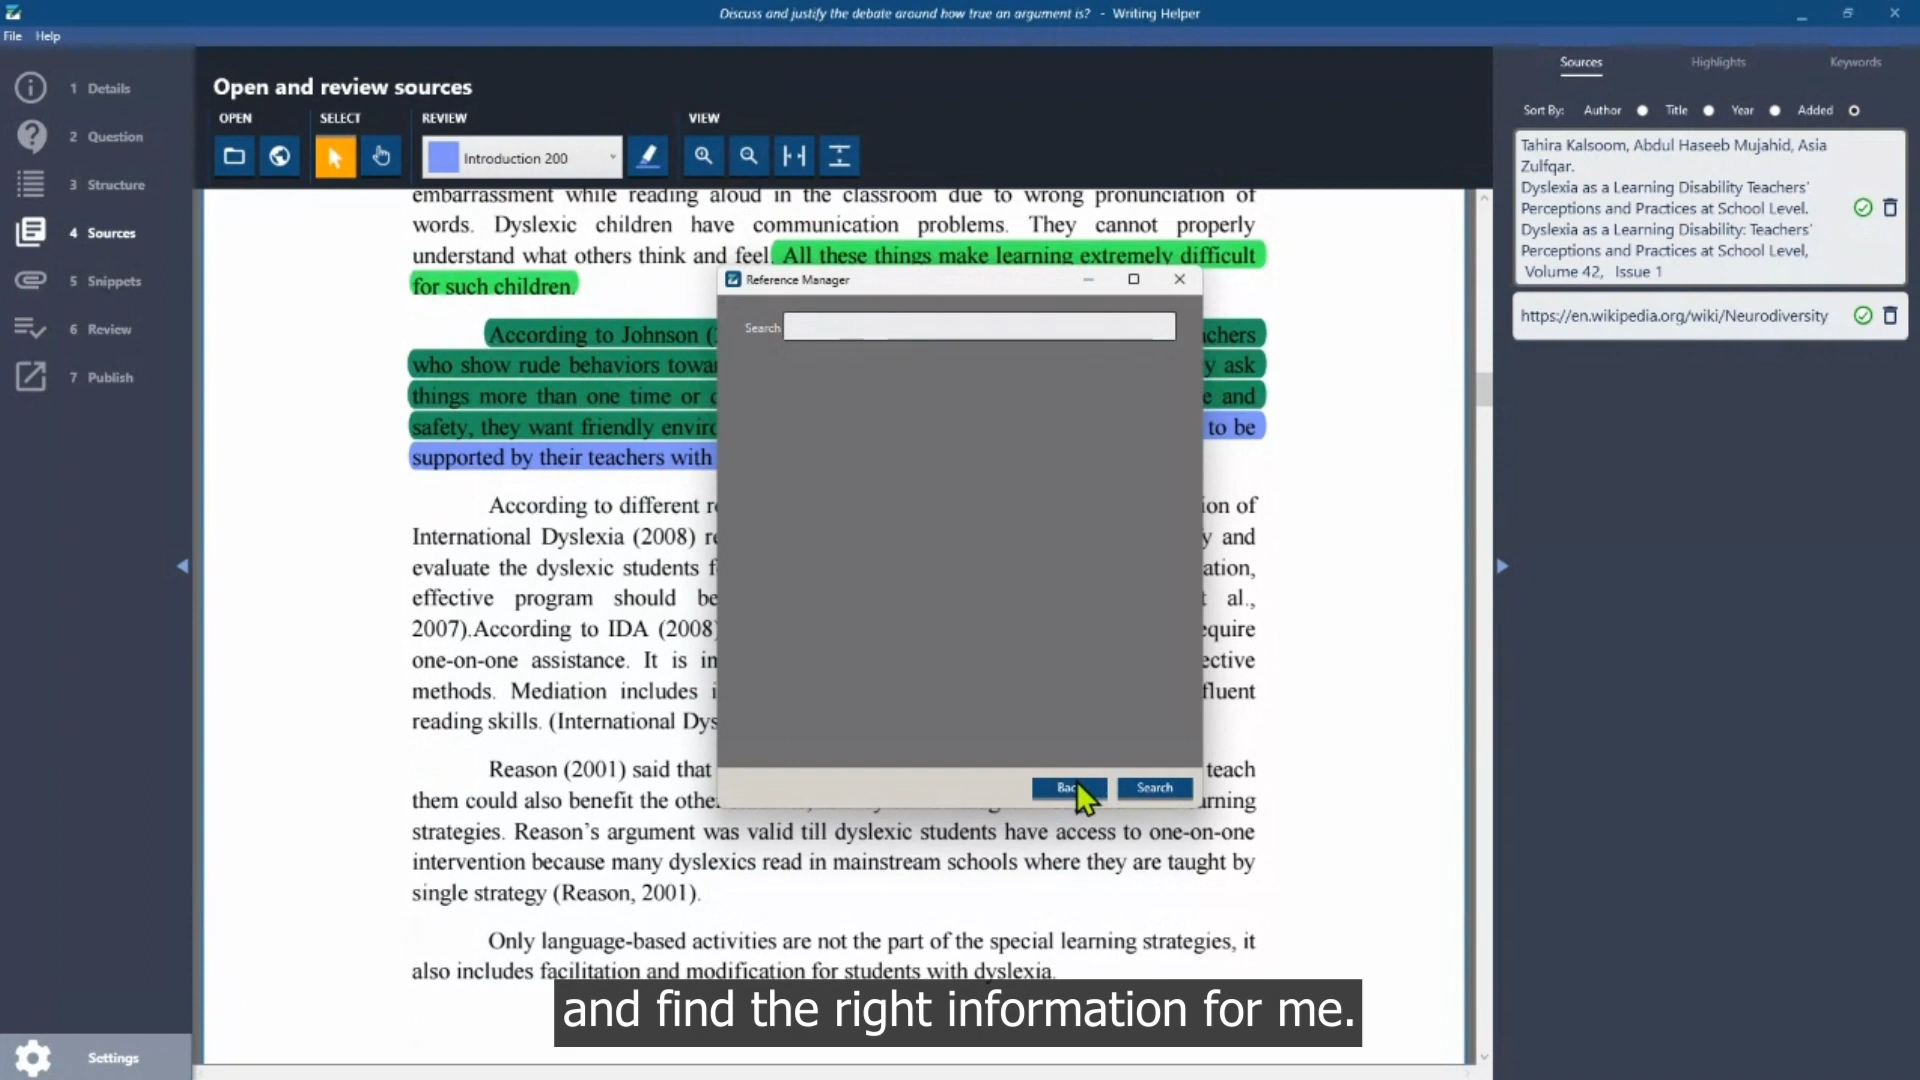 Discuss and justify the debate around how true an argument is? - Writing Helper
File Help
1 Details
2 Question
3 Structure
4 Sources
5 Snippets
6 Review
7 Publish
Settings
Open and review sources
OPEN SELECT REVIEW VIEW
Introduction 200
embarrassment while reading aloud in the classroom due to wrong pronunciation of
words. Dyslexic children have communication problems. They cannot properly
understand what others think and feel. All these things make learning extremely difficult
for such children.
According to Johnson (
who show rude behaviors
things more than one time or
safety, they want friendly
supported by their teachers with
According to different
International Dyslexia (2008)
evaluate the dyslexic students
effective program should be
2007).According to IDA (2008)
one-on-one assistance. It is
methods. Mediation includes
reading skills. (International
Reason (2001) said that
them could also benefit the
strategies. Reason's argument was valid till dyslexic students have access to one-on-one
intervention because many dyslexics read in mainstream schools where they are taught by
single strategy (Reason, 2001).
Only language-based activities are not the part of the special learning strategies, it
also includes facilitation and modification for students with dyslexia.
Reference Manager
Search
Back Search
ask
and
to be
of
and
al.,
teach
and find the right information for me.
Sources Highlights Keywords
Sort By: Author Title Year Added
Tahira Kalsoom, Abdul Haseeb Mujahid, Asia
Zulfqar.
Dyslexia as a Learning Disability Teachers'
Perceptions and Practices at School Level.
Dyslexia as a Learning Disability: Teachers'
Perceptions and Practices at School Level,
Volume 42, Issue 1
https://en.wikipedia.org/wiki/Neurodiversity